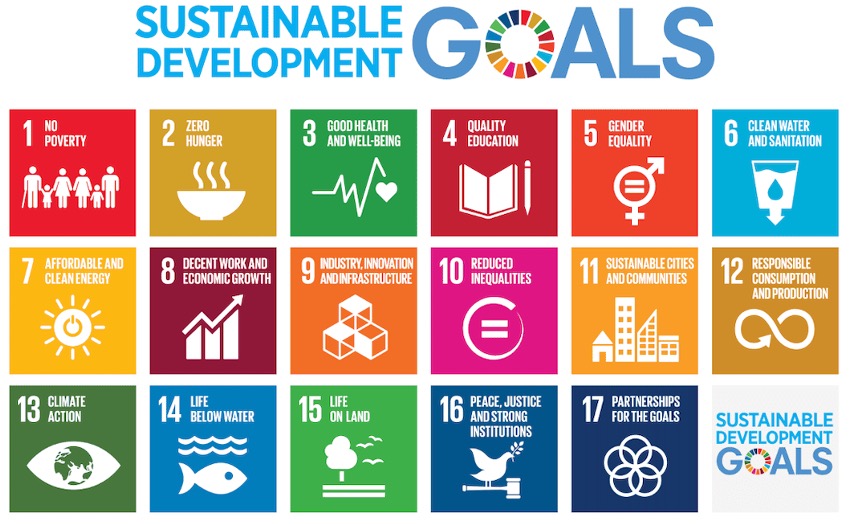 SUSTAINABLE
DEVELOPMENT
GOALS
1 NO
POVERTY
2 ZERO
HUNGER
3 GOOD HEALTH
AND WELL-BEING
4 QUALITY
EDUCATION
5 GENDER
EQUALITY
6 CLEAN WATER
AND SANITATION
7 AFFORDABLE AND
CLEAN ENERGY
8 DECENT WORK AND
ECONOMIC GROWTH
9 INDUSTRY, INNOVATION
AND INFRASTRUCTURE
10 REDUCED
INEQUALITIES
11 SUSTAINABLE CITIES
AND COMMUNITIES
12 RESPONSIBLE
CONSUMPTION
AND PRODUCTION
13 CLIMATE
ACTION
14 LIFE
BELOW WATER
15 LIFE
ON LAND
16 PEACE, JUSTICE
AND STRONG
INSTITUTIONS
17 PARTNERSHIPS
FOR THE GOALS
SUSTAINABLE
DEVELOPMENT
GOALS